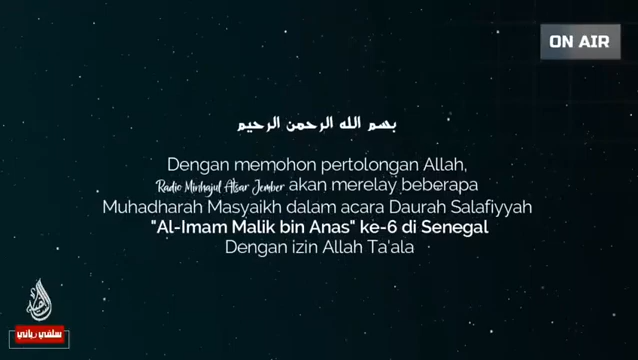 ON AIR
بسم الله الرحمن الرحيم
Dengan memohon pertolongan Allah,
Radio Minhajul Atsar Jember akan merelay beberapa
Muhadharah Masyaikh dalam acara Daurah Salafiyyah
"Al-Imam Malik bin Anas" ke-6 di Senegal
Dengan izin Allah Ta'ala
سلفي رباني